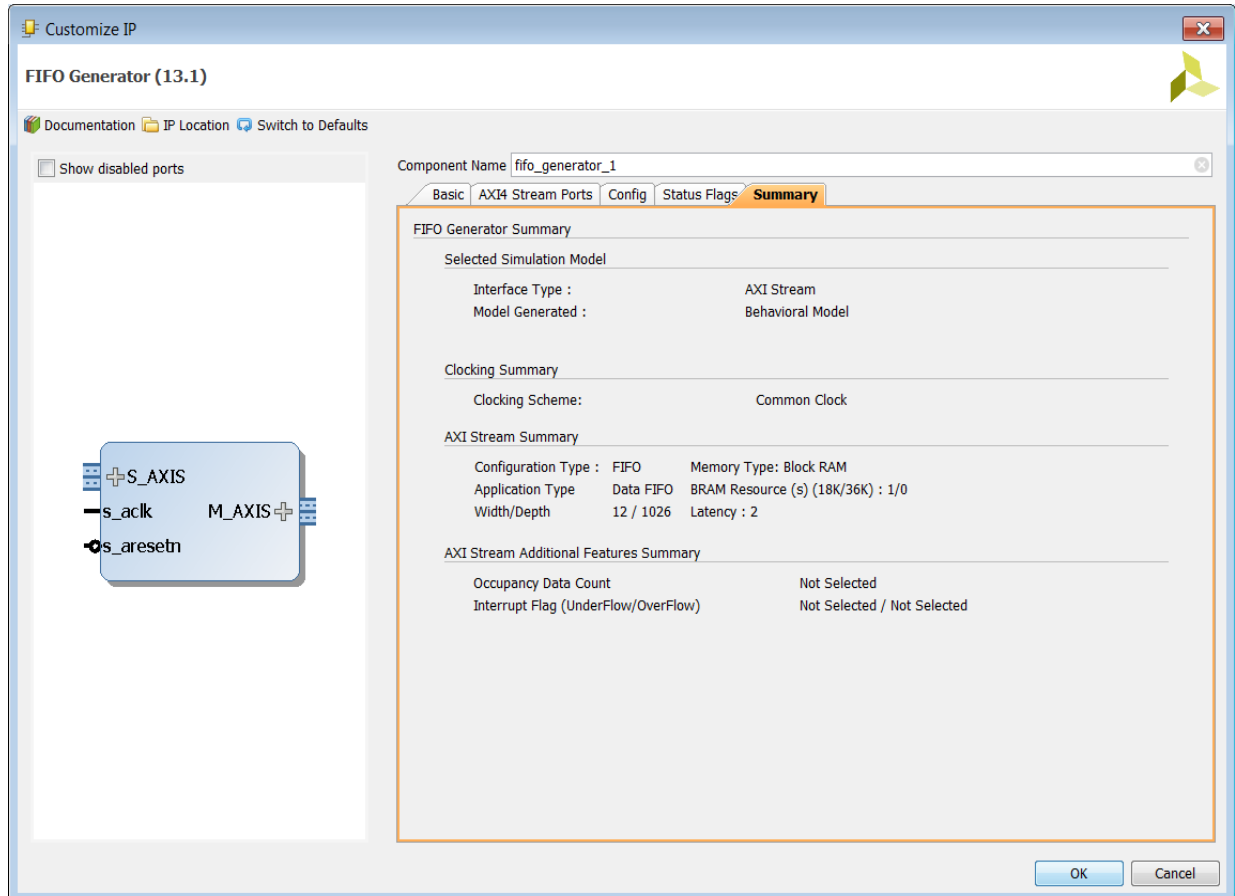 Customize IP
FIFO Generator (13.1)
Documentation IP Location Switch to Defaults
Show disabled ports
Component Name fifo_generator_1
Basic AXI4 Stream Ports Config Status Flags Summary
FIFO Generator Summary
Selected Simulation Model
Interface Type : AXI Stream
Model Generated : Behavioral Model
Clocking Summary
Clocking Scheme: Common Clock
AXI Stream Summary
Configuration Type : FIFO Memory Type: Block RAM
Application Type Data FIFO BRAM Resource (s) (18K/36K) : 1/0
Width/Depth 12 / 1026 Latency : 2
AXI Stream Additional Features Summary
Occupancy Data Count Not Selected
Interrupt Flag (UnderFlow/OverFlow) Not Selected / Not Selected
S_AXIS
s_aclk M_AXIS
s_aresetn
OK Cancel